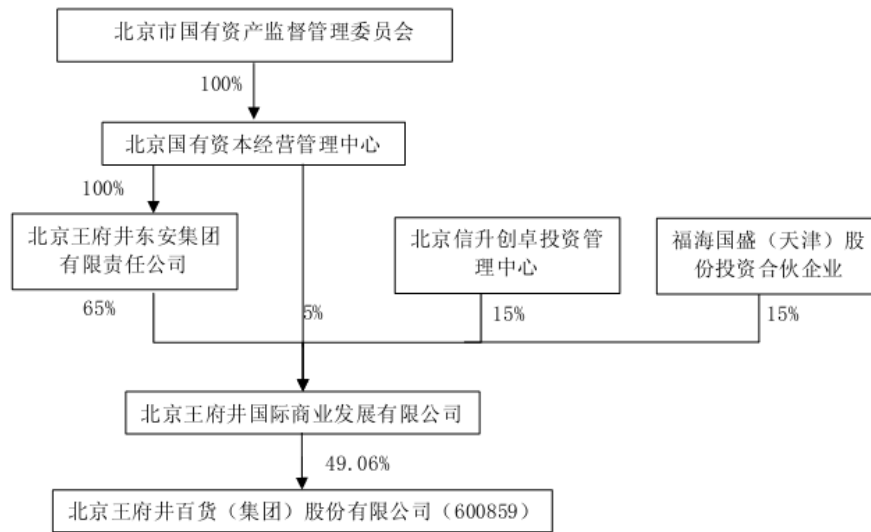 北京市国有资产监督管理委员会
100%
北京国有资本经营管理中心
100%
北京王府井东安集团
有限责任公司
北京信升创卓投资管
理中心
福海国盛（天津）股
份投资合伙企业
65%
5%
15%
15%
北京王府井国际商业发展有限公司
49.06%
北京王府井百货（集团）股份有限公司（600859）